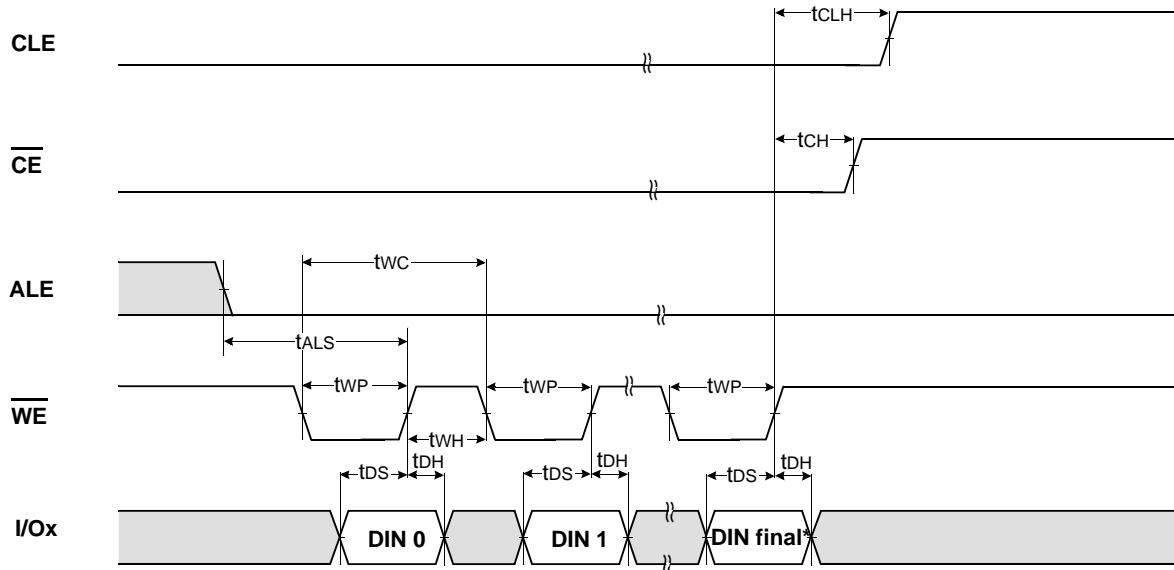 CLE
tCLH
CE
tCH
ALE
tWC
tALS
WE
tWP
tWP
tWP
tWH
I/Ox
tDS
tDH
tDS
tDH
tDS
tDH
DIN 0
DIN 1
DIN final*